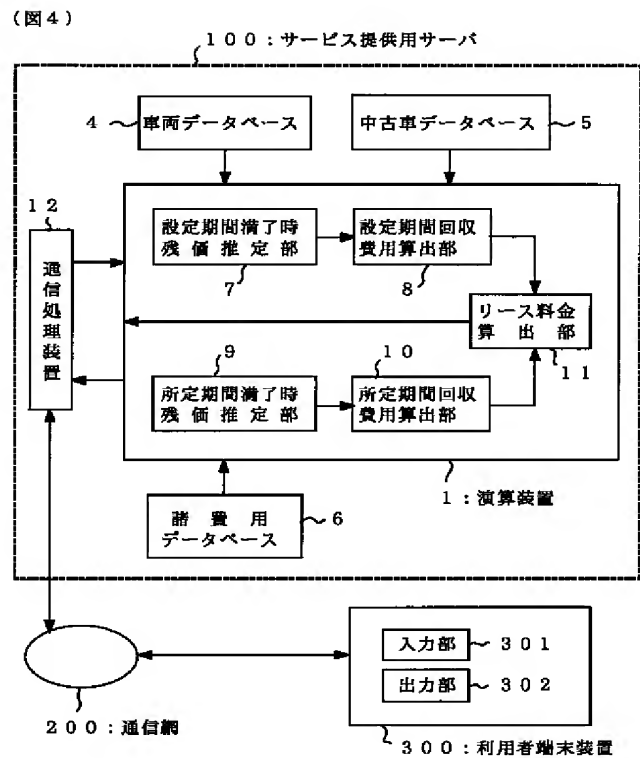 (図4)
100:サービス提供用サーバ
4 車両データベース
中古車データベース 5
12
通信処理装置
設定期間満了時
残価推定部
7
設定期間回収
費用算出部
8
リース料金
算出部
11
9
所定期間満了時
残価推定部
10
所定期間回収
費用算出部
1:演算装置
諸費用
データベース
6
入力部 301
出力部 302
200:通信網
300:利用者端末装置